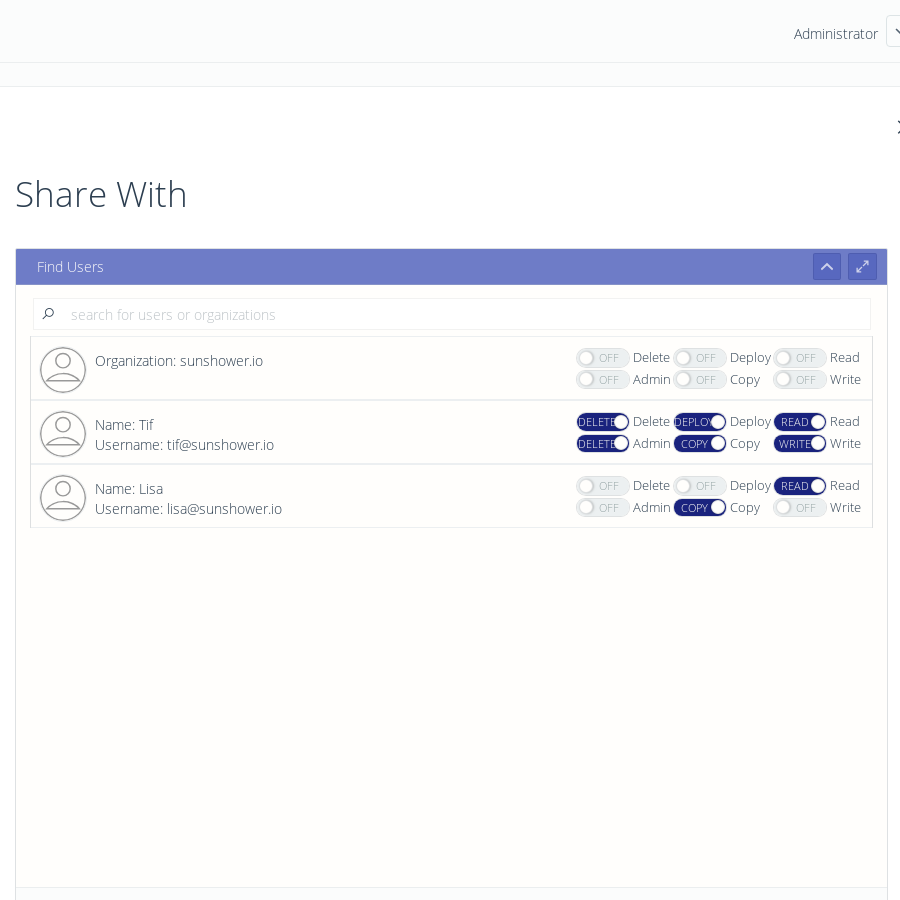 Administrator
Share With
Find Users
search for users or organizations
Organization: sunshower.io
OFF Delete OFF Deploy OFF Read
OFF Admin OFF Copy OFF Write
Name: Tif
Username: tif@sunshower.io
DELETE Delete DEPLOY Deploy READ Read
DELETE Admin COPY Copy WRITE Write
Name: Lisa
Username: lisa@sunshower.io
OFF Delete OFF Deploy READ Read
OFF Admin COPY Copy OFF Write